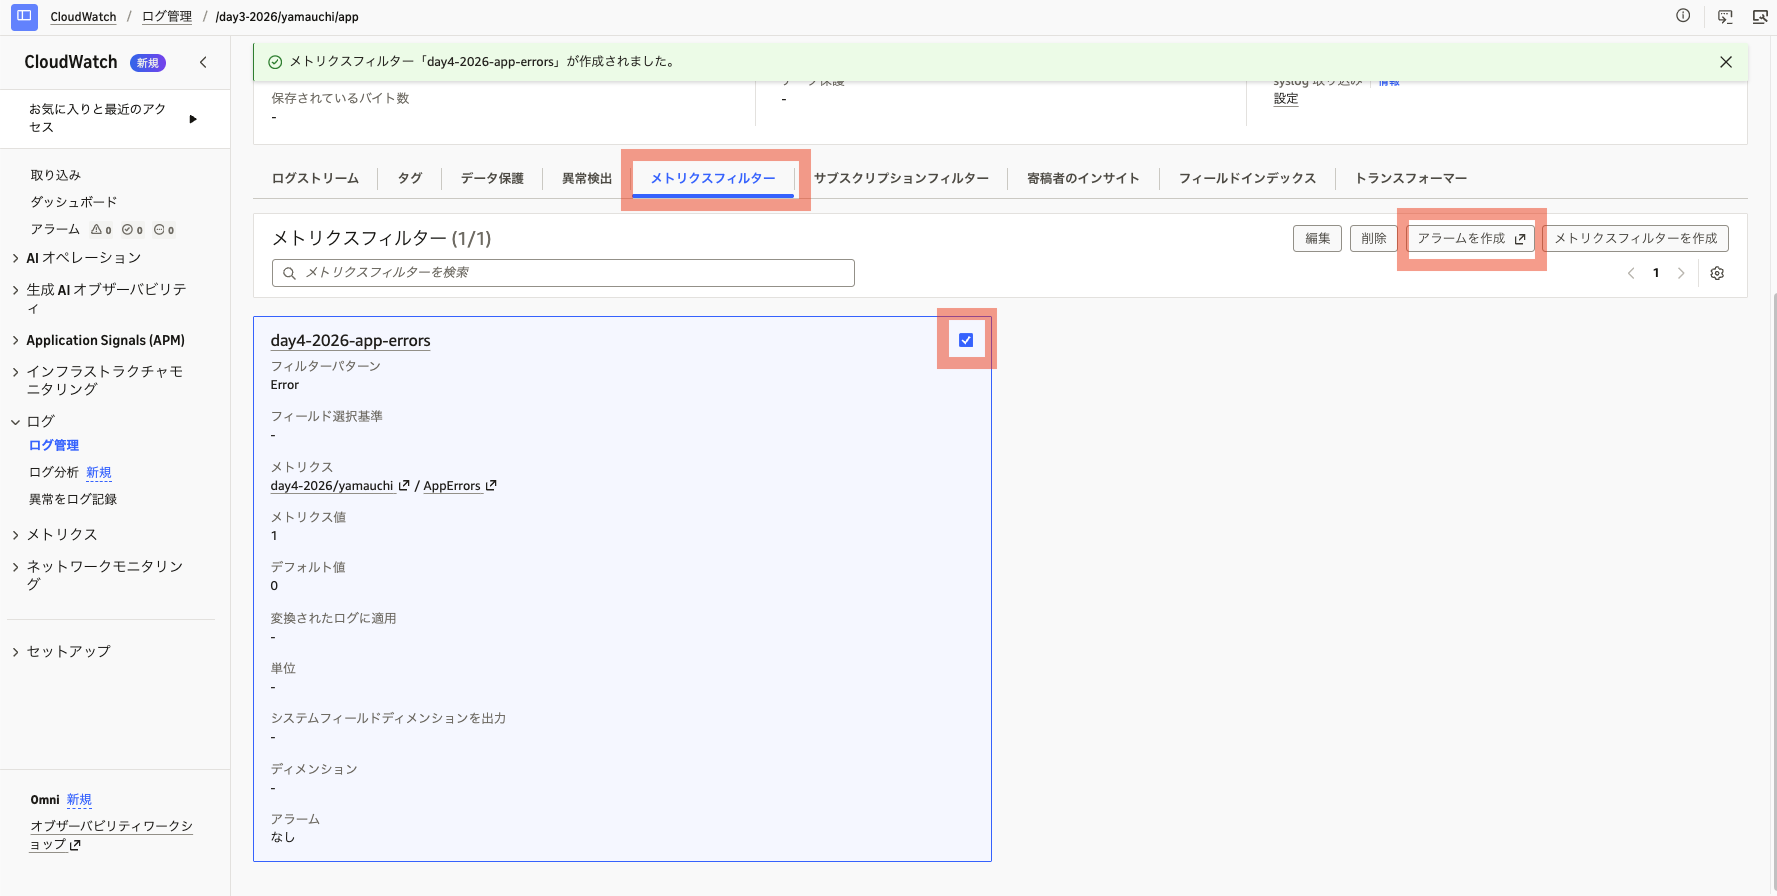 CloudWatch / ログ管理 / /day3-2026/yamauchi/app
CloudWatch 新規
お気に入りと最近のアク
セス
取り込み
ダッシュボード
アラーム 0 0 0
AI オペレーション
生成 AI オブザーバビリテ
ィ
Application Signals (APM)
インフラストラクチャモ
ニタリング
ログ
ログ管理
ログ分析 新規
異常をログ記録
メトリクス
ネットワークモニタリン
グ
セットアップ
Omni 新規
オブザーバビリティワークシ
ョップ
メトリクスフィルター「day4-2026-app-errors」が作成されました。
保存されているバイト数
-
データ保護
-
syslog 取り込み 情報
設定
ログストリーム タグ データ保護 異常検出 メトリクスフィルター サブスクリプションフィルター 寄稿者のインサイト フィールドインデックス トランスフォーマー
メトリクスフィルター (1/1)
編集 削除 アラームを作成 メトリクスフィルターを作成
メトリクスフィルターを検索
1
day4-2026-app-errors
フィルターパターン
Error
フィールド選択基準
-
メトリクス
day4-2026/yamauchi / AppErrors
メトリクス値
1
デフォルト値
0
変換されたログに適用
-
単位
-
システムフィールドディメンションを出力
-
ディメンション
-
アラーム
なし